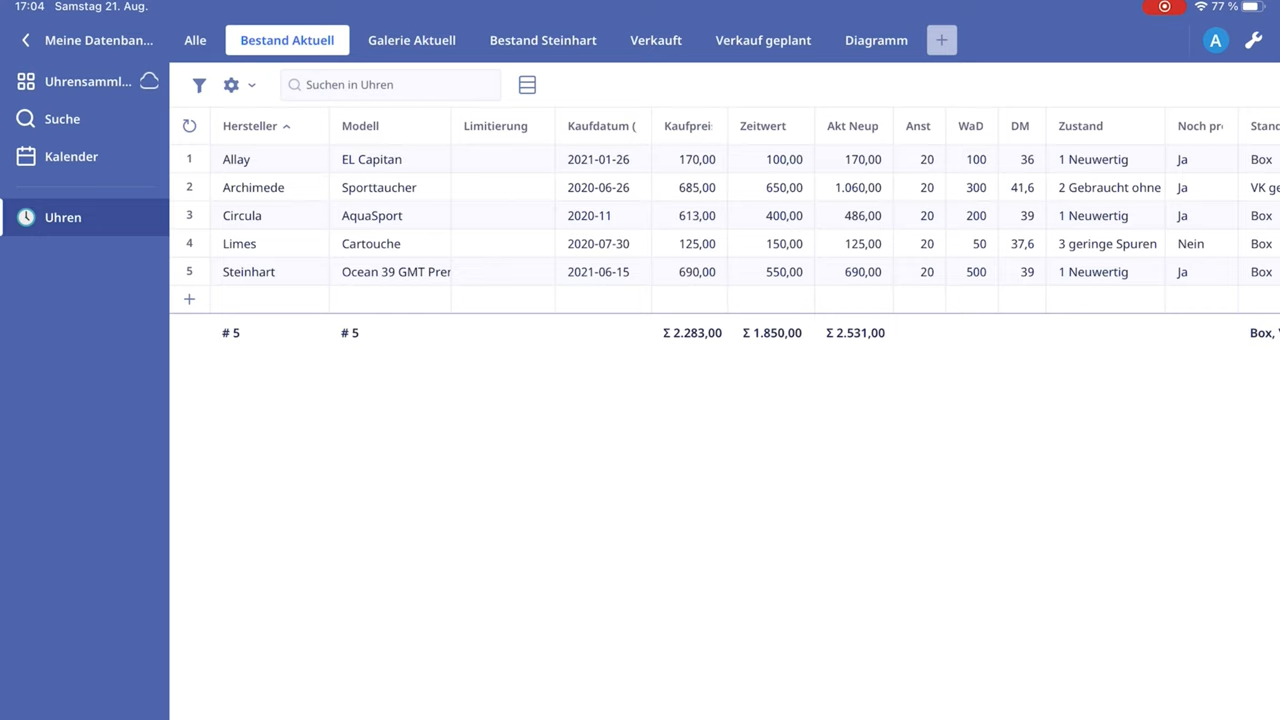 17:04 Samstag 21. Aug. 77 %
Meine Datenban... Alle Bestand Aktuell Galerie Aktuell Bestand Steinhart Verkauft Verkauf geplant Diagramm + A
Uhrensamml...
Suche
Kalender
Uhren
Suchen in Uhren
Hersteller Modell Limitierung Kaufdatum ( Kaufprei Zeitwert Akt Neup Anst WaD DM Zustand Noch pr Stand
1 Allay EL Capitan 2021-01-26 170,00 100,00 170,00 20 100 36 1 Neuwertig Ja Box
2 Archimede Sporttaucher 2020-06-26 685,00 650,00 1.060,00 20 300 41,6 2 Gebraucht ohne Ja VK ge
3 Circula AquaSport 2020-11 613,00 400,00 486,00 20 200 39 1 Neuwertig Ja Box
4 Limes Cartouche 2020-07-30 125,00 150,00 125,00 20 50 37,6 3 geringe Spuren Nein Box
5 Steinhart Ocean 39 GMT Prer 2021-06-15 690,00 550,00 690,00 20 500 39 1 Neuwertig Ja Box
+
# 5 # 5 Σ 2.283,00 Σ 1.850,00 Σ 2.531,00 Box,